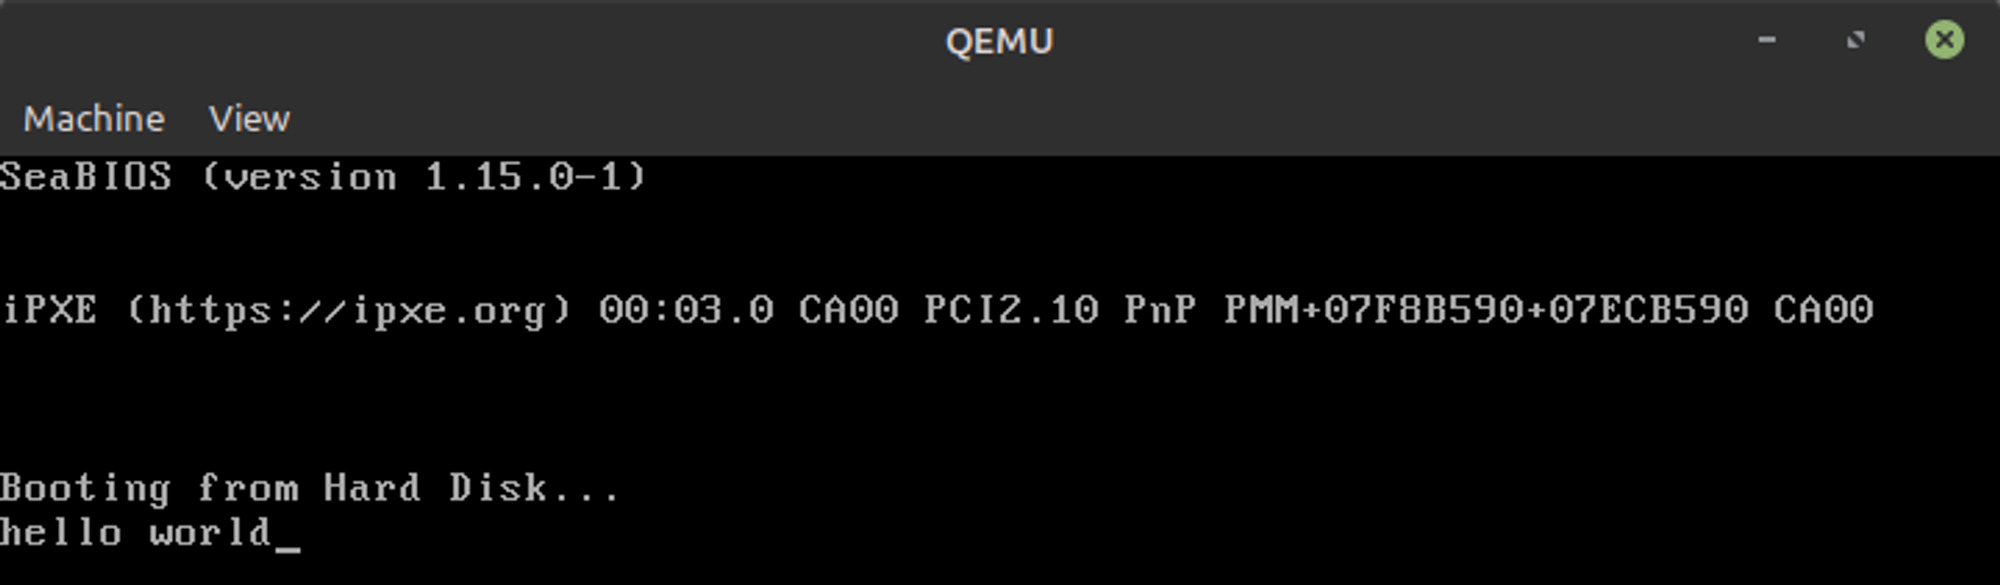 QEMU
Machine View
SeaBIOS (version 1.15.0-1)
iPXE (https://ipxe.org) 00:03.0 CA00 PCI2.10 PnP PMM+07F8B590+07ECB590 CA00
Booting from Hard Disk...
hello world_